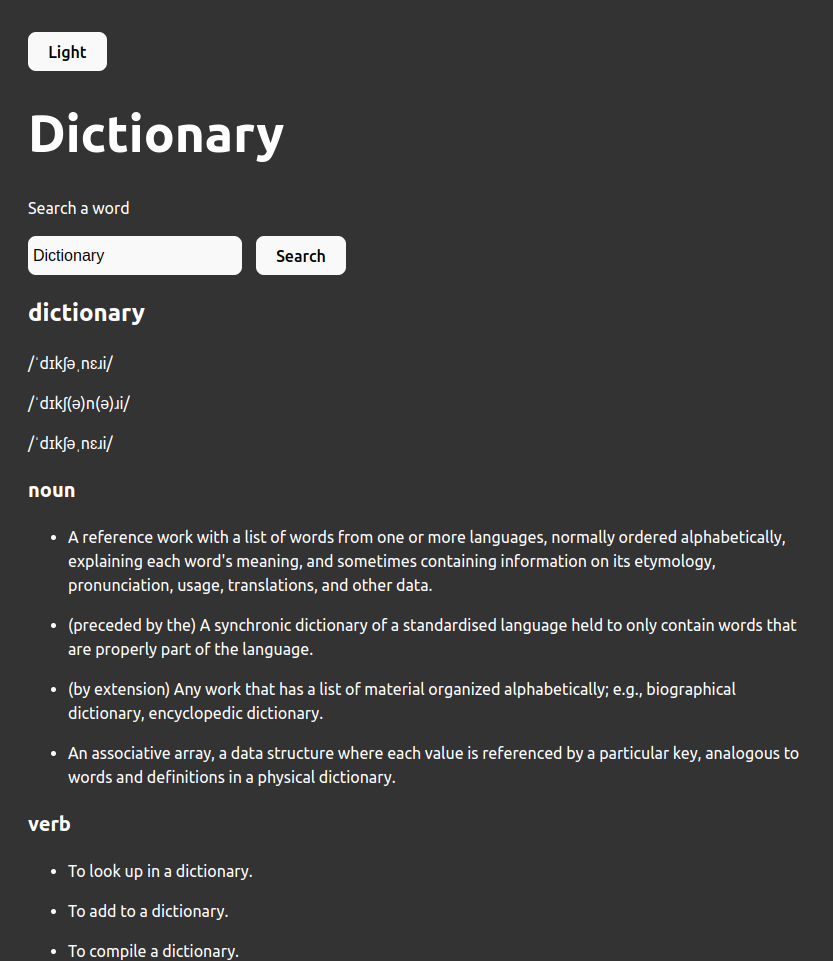 Light
Dictionary
Search a word
Dictionary
Search
dictionary
/ˈdɪkʃəˌnɛɹi/
/ˈdɪkʃ(ə)n(ə)ɹi/
/ˈdɪkʃəˌnɛɹi/
noun
• A reference work with a list of words from one or more languages, normally ordered alphabetically,
explaining each word's meaning, and sometimes containing information on its etymology,
pronunciation, usage, translations, and other data.
• (preceded by the) A synchronic dictionary of a standardised language held to only contain words that
are properly part of the language.
• (by extension) Any work that has a list of material organized alphabetically; e.g., biographical
dictionary, encyclopedic dictionary.
• An associative array, a data structure where each value is referenced by a particular key, analogous to
words and definitions in a physical dictionary.
verb
• To look up in a dictionary.
• To add to a dictionary.
• To compile a dictionary.